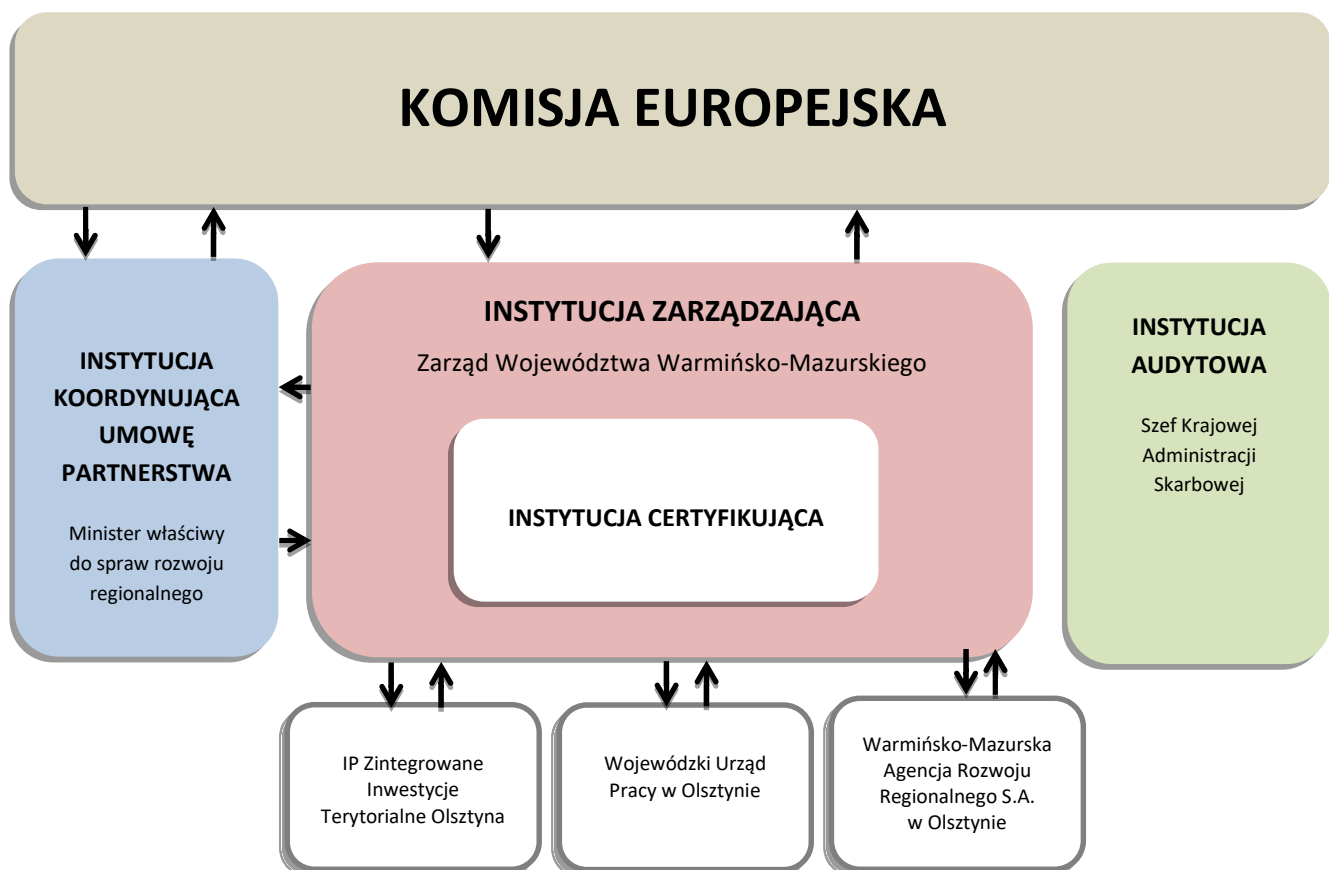 KOMISJA EUROPEJSKA
INSTYTUCJA
KOORDYNUJĄCA
UMOWĘ
PARTNERSTWA
Minister właściwy
do spraw rozwoju
regionalnego
INSTYTUCJA ZARZĄDZAJĄCA
Zarząd Województwa Warmińsko-Mazurskiego
INSTYTUCJA CERTYFIKUJĄCA
INSTYTUCJA
AUDYTOWA
Szef Krajowej
Administracji
Skarbowej
IP Zintegrowane
Inwestycje
Terytorialne Olsztyna
Wojewódzki Urząd
Pracy w Olsztynie
Warmińsko-Mazurska
Agencja Rozwoju
Regionalnego S.A.
w Olsztynie